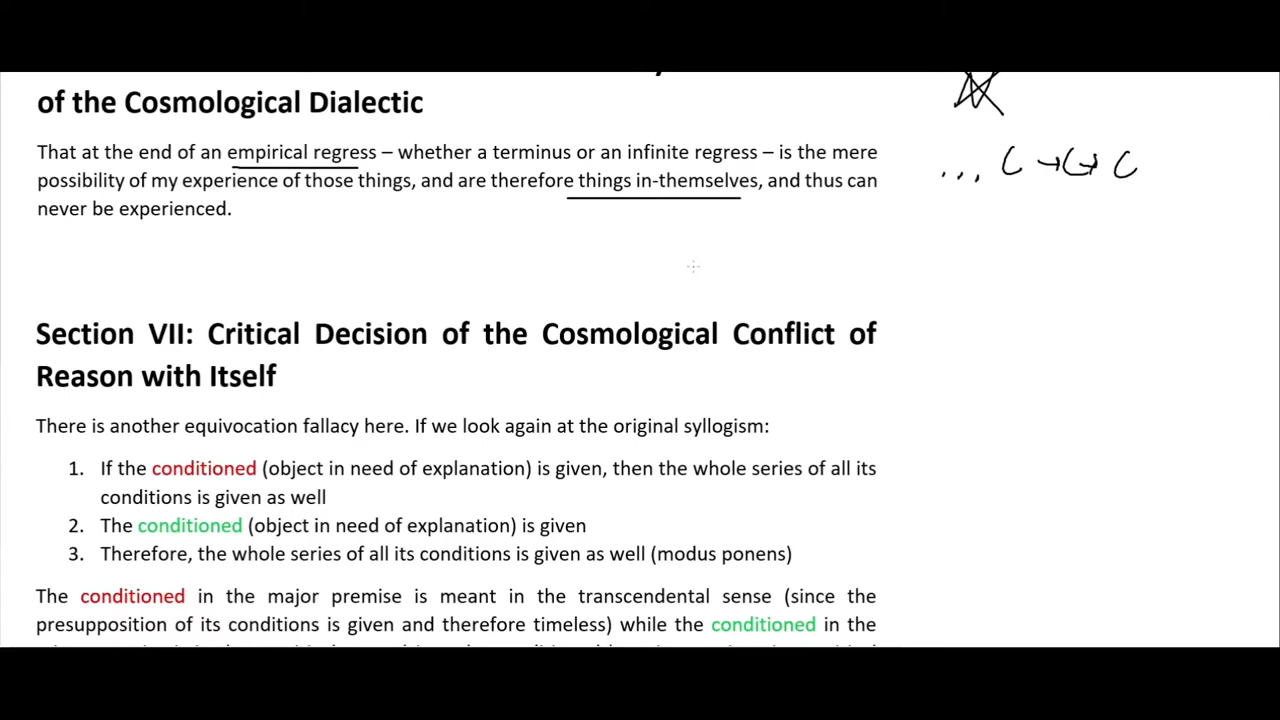 of the Cosmological Dialectic
That at the end of an empirical regress – whether a terminus or an infinite regress – is the mere
possibility of my experience of those things, and are therefore things in-themselves, and thus can
never be experienced.
... C → C → C
Section VII: Critical Decision of the Cosmological Conflict of
Reason with Itself
There is another equivocation fallacy here. If we look again at the original syllogism:
1. If the conditioned (object in need of explanation) is given, then the whole series of all its
conditions is given as well
2. The conditioned (object in need of explanation) is given
3. Therefore, the whole series of all its conditions is given as well (modus ponens)
The conditioned in the major premise is meant in the transcendental sense (since the
presupposition of its conditions is given and therefore timeless) while the conditioned in the